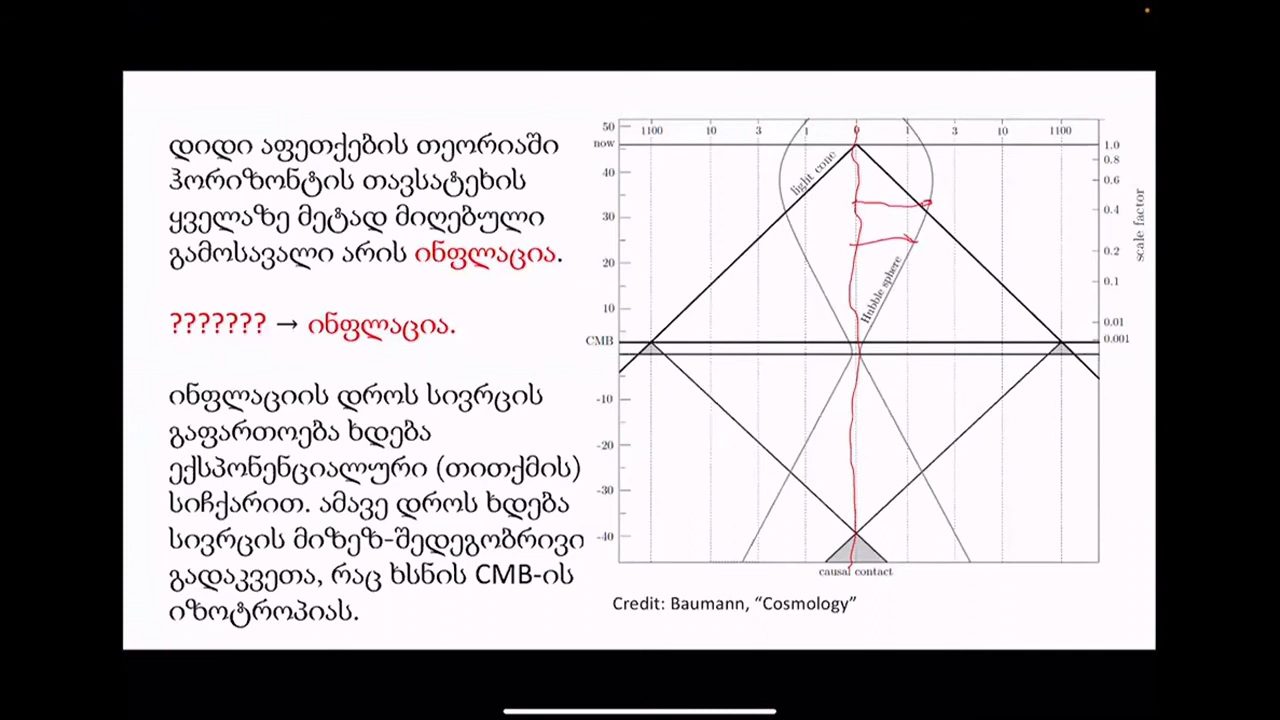 დიდი აფეთქების თეორიაში
ჰორიზონტის თავსატეხის
ყველაზე მეტად მიღებული
გამოსავალი არის ინფლაცია.
??????? → ინფლაცია.
ინფლაციის დროს სივრცის
გაფართოება ხდება
ექსპონენციალური (თითქმის)
სიჩქარით. ამავე დროს ხდება
სივრცის მიზეზ-შედეგობრივი
გადაკვეთა, რაც ხსნის CMB-ის
იზოტროპიას.
50
1100 10 3 1 0 1 3 10 1100
now
1.0
0.8
40
0.6
30
0.4
20
0.2
10
0.1
0.01
CMB
0.001
-10
-20
-30
-40
light cone
Hubble sphere
scale factor
causal contact
Credit: Baumann, “Cosmology”